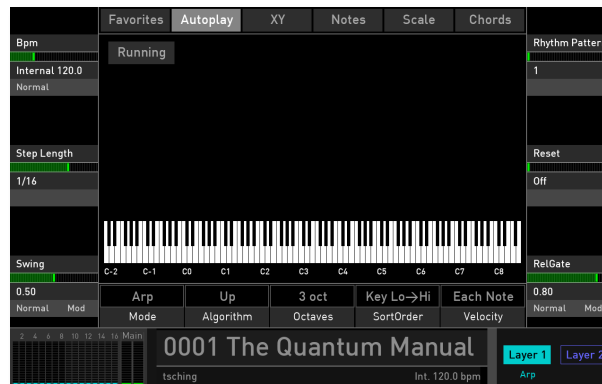 Favorites Autoplay XY Notes Scale Chords
Bpm
Internal 120.0
Normal
Step Length
1/16
Swing
0.50
Normal Mod
Running
Rhythm Patter
1
Reset
Off
RelGate
0.80
Normal Mod
C-2 C-1 C0 C1 C2 C3 C4 C5 C6 C7 C8
Arp Up 3 oct Key Lo→Hi Each Note
Mode Algorithm Octaves SortOrder Velocity
2 4 6 8 10 12 14 16 Main
0001 The Quantum Manual
tsching Int. 120.0 bpm
Layer 1 Layer 2
Arp